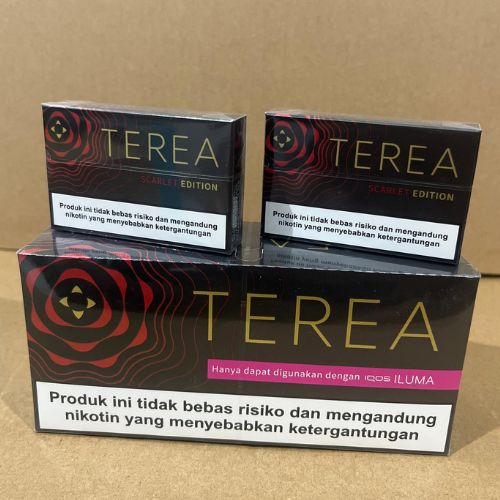 TEREA
SCARLET EDITION
Produk ini tidak bebas risiko dan mengandung
nikotin yang menyebabkan ketergantungan
TEREA
SCARLET EDITION
Produk ini tidak bebas risiko dan mengandung
nikotin yang menyebabkan ketergantungan
TEREA
Hanya dapat digunakan dengan IQOS ILUMA
Produk ini tidak bebas risiko dan mengandung
nikotin yang menyebabkan ketergantungan